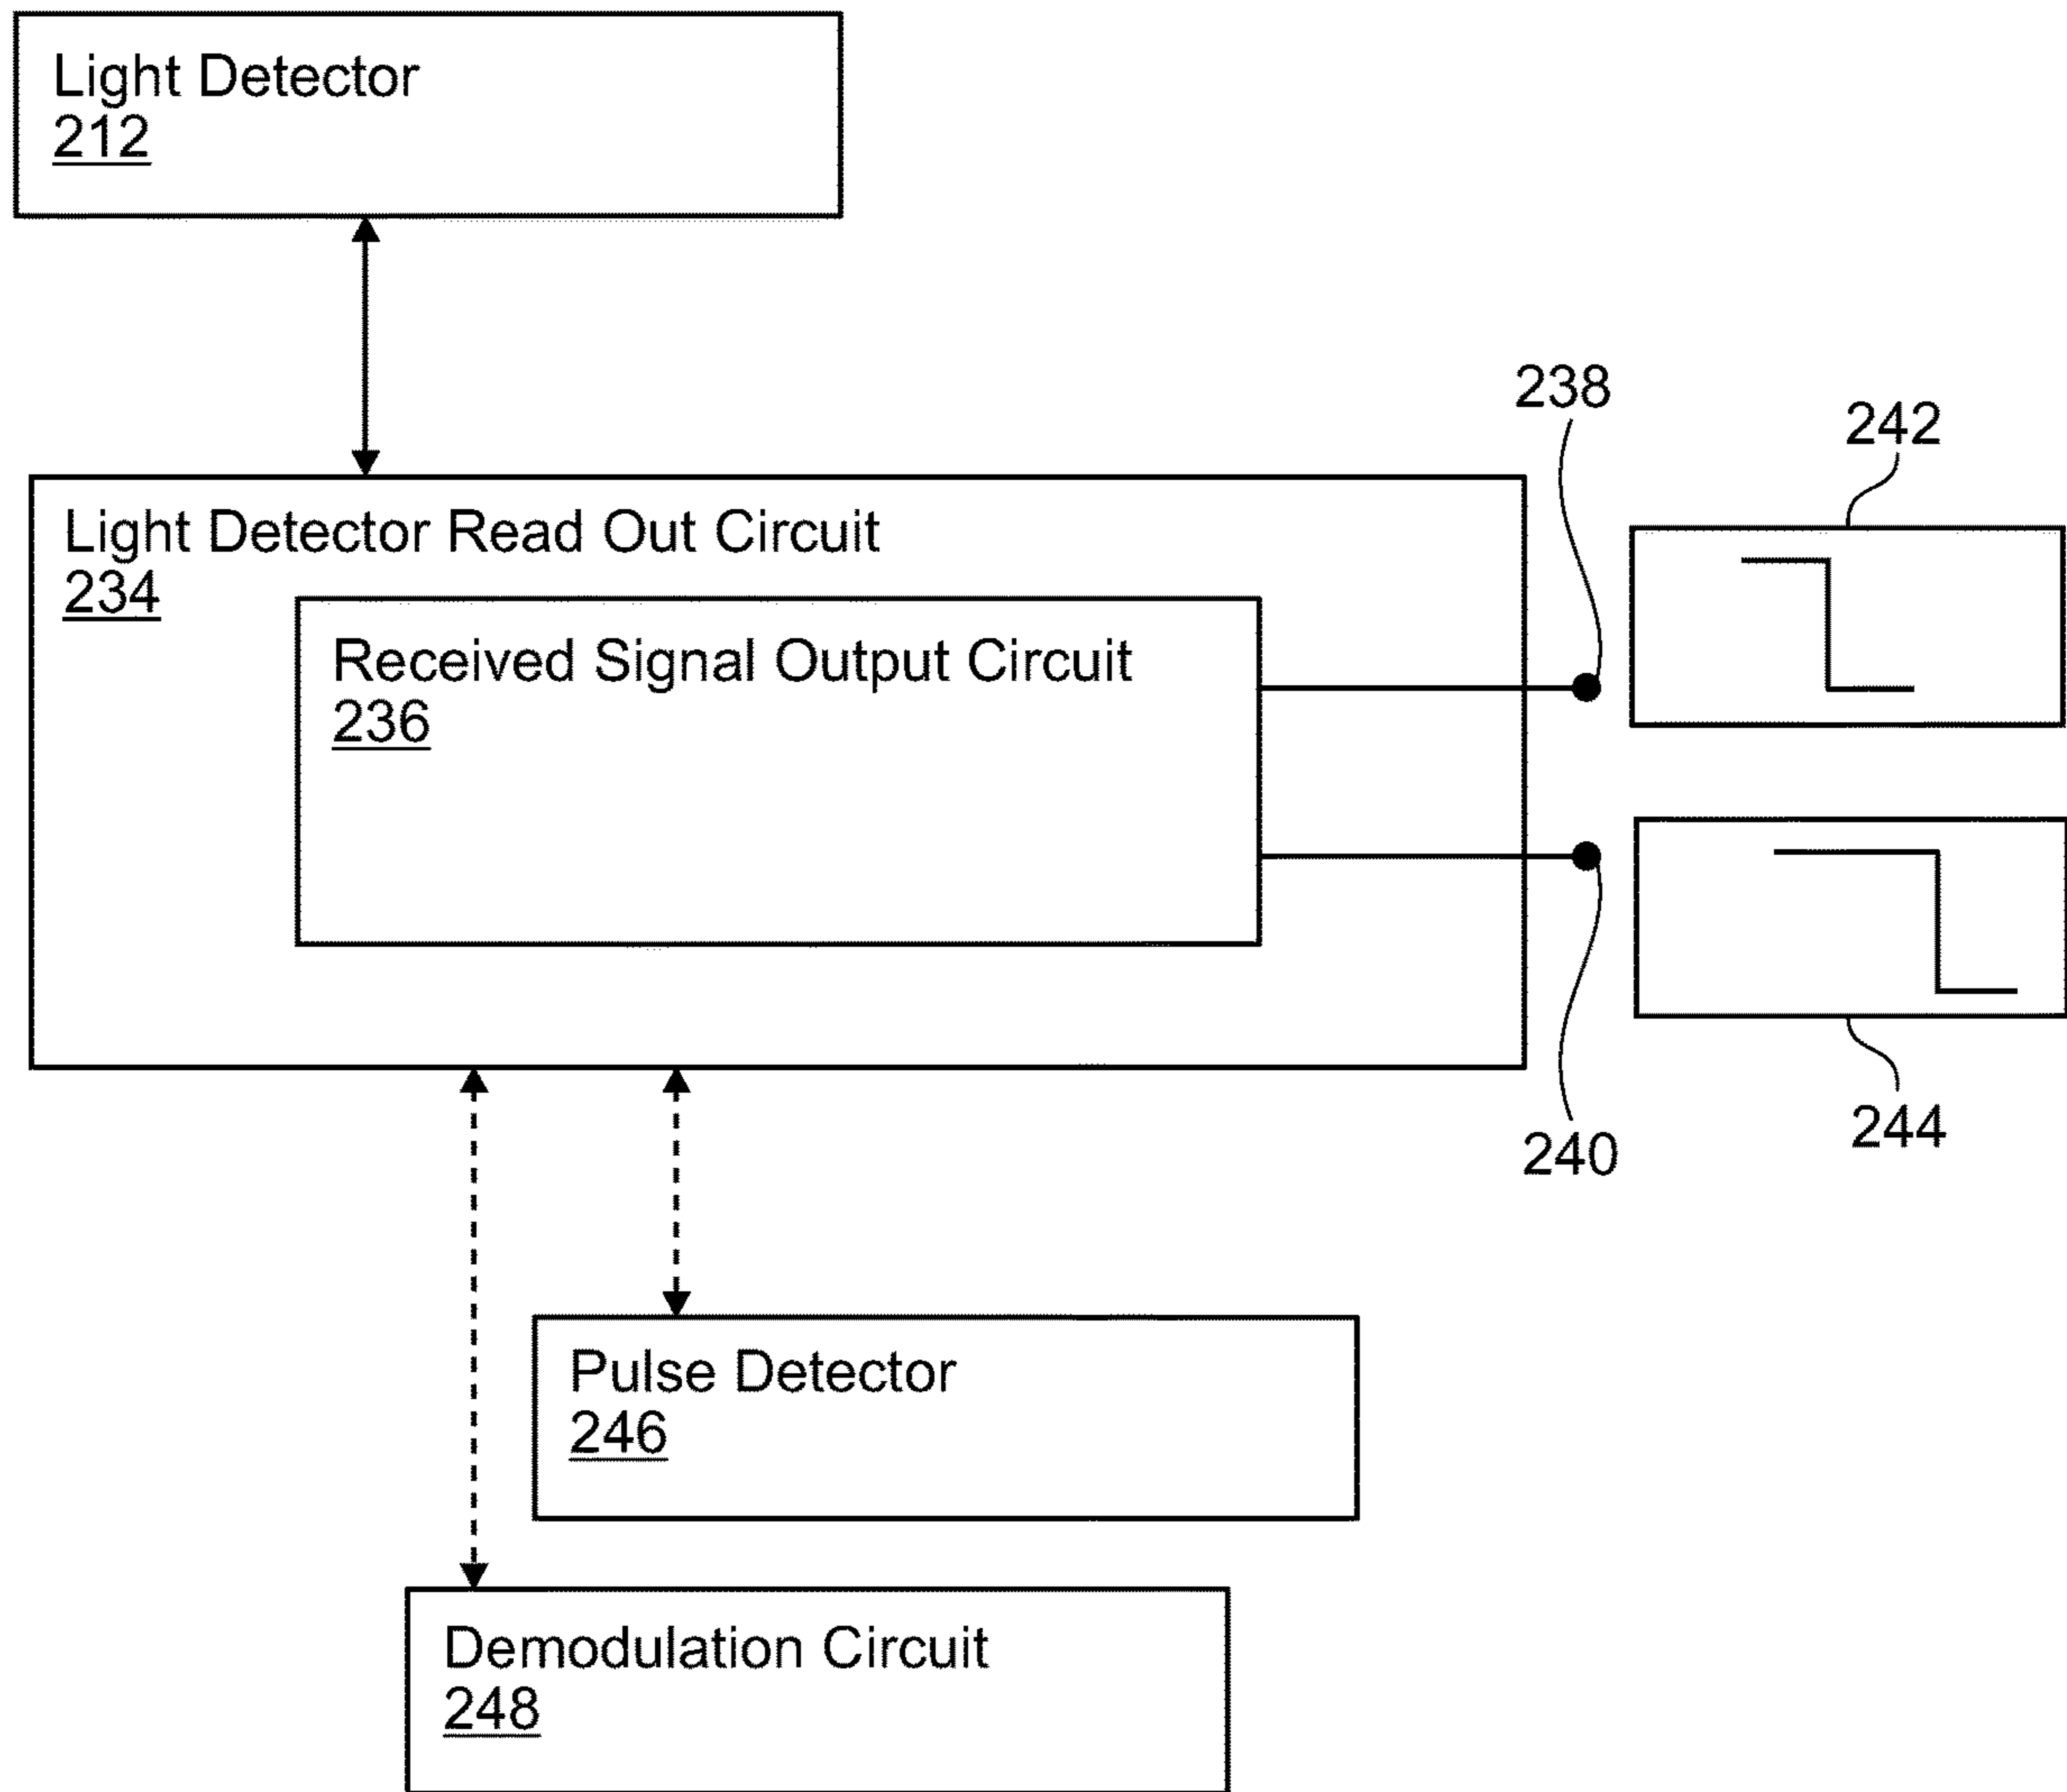 Light Detector
212
238
242
Light Detector Read Out Circuit
234
Received Signal Output Circuit
236
240
244
Pulse Detector
246
Demodulation Circuit
248